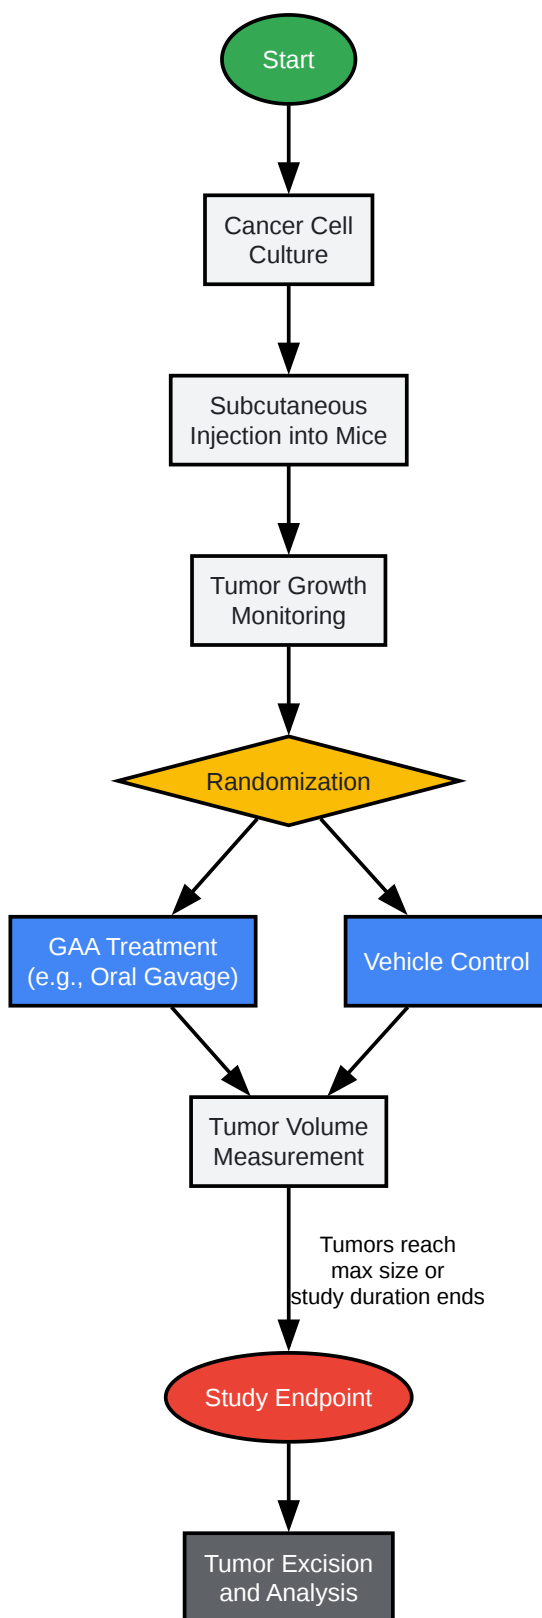 Start
Cancer Cell
Culture
Subcutaneous
Injection into Mice
Tumor Growth
Monitoring
Randomization
GAA Treatment
(e.g., Oral Gavage)
Vehicle Control
Tumor Volume
Measurement
Tumors reach
max size or
study duration ends
Study Endpoint
Tumor Excision
and Analysis